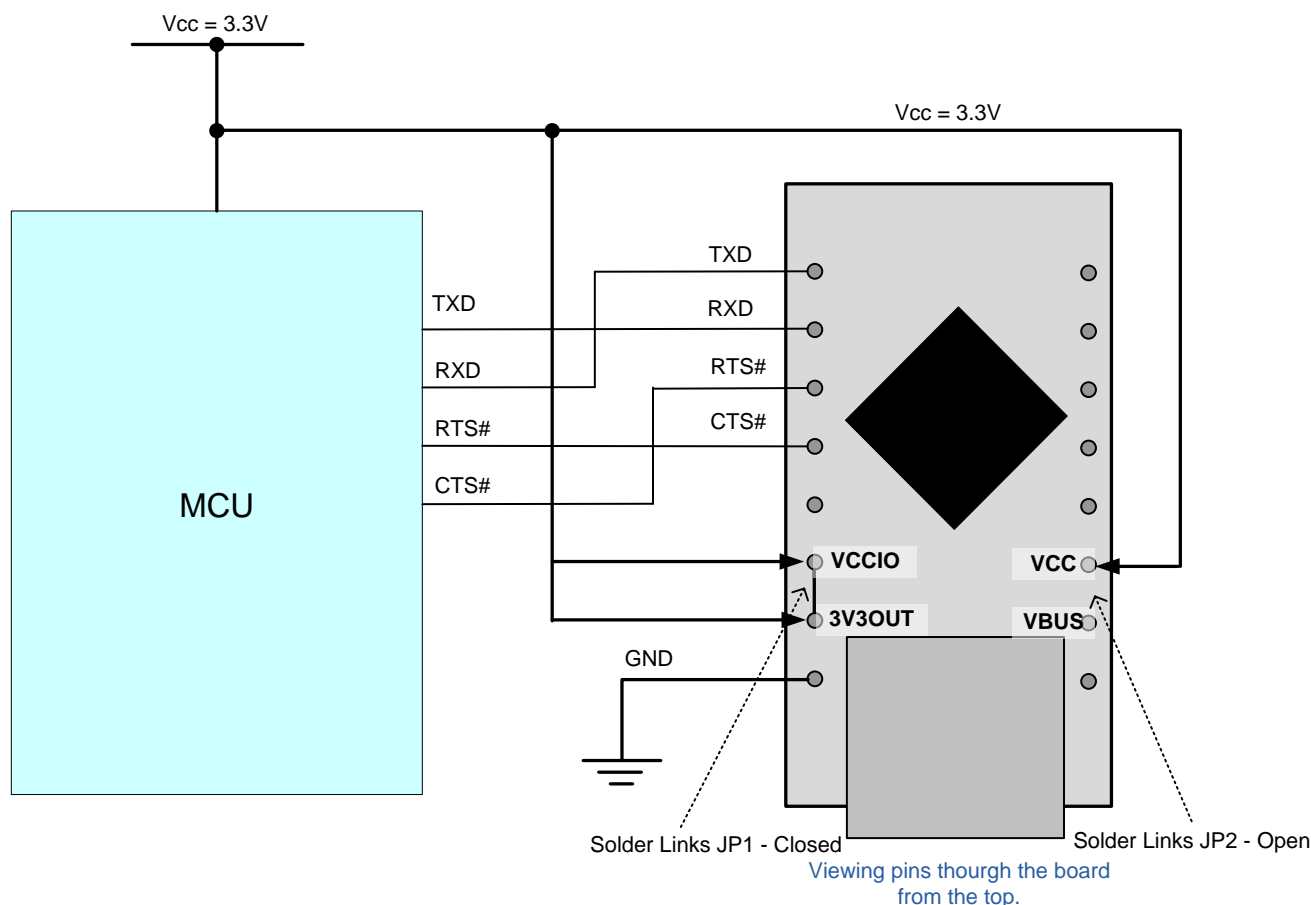 Vcc = 3.3V
Vcc = 3.3V
TXD
TXD
RXD
RXD
RTS#
RTS#
CTS#
CTS#
MCU
VCCIO
VCC
3V3OUT
VBUS
GND
Solder Links JP1 - Closed
Solder Links JP2 - Open
Viewing pins thourgh the board
from the top.